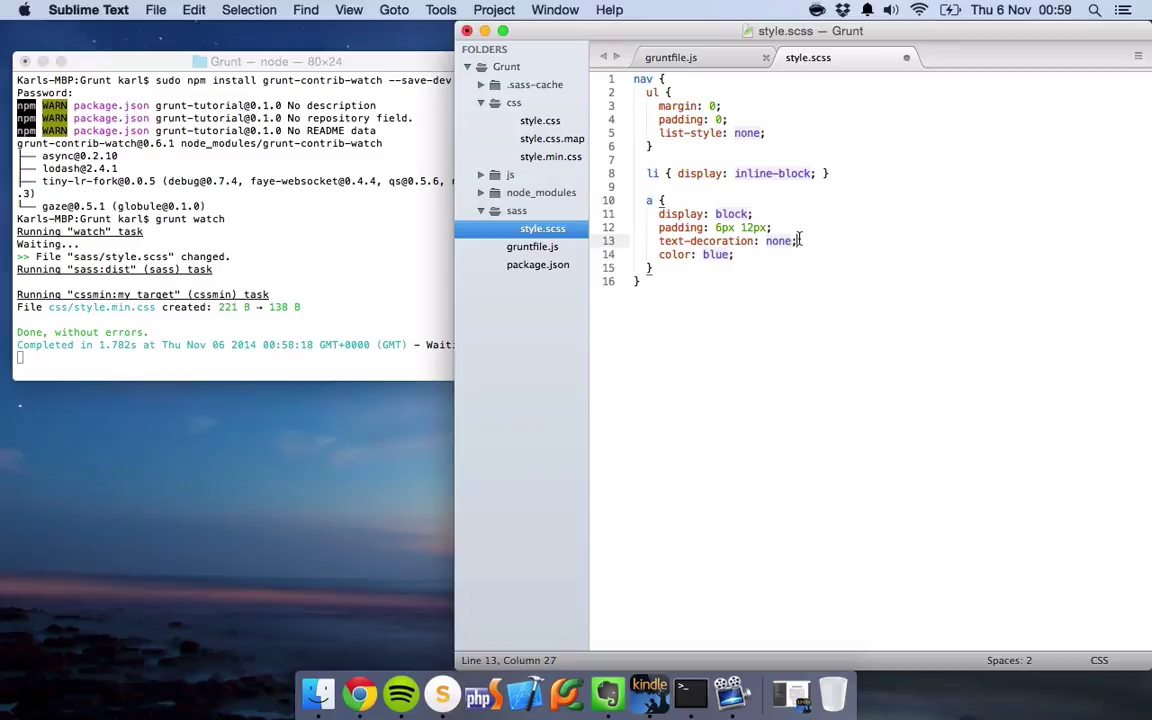 Sublime Text File Edit Selection Find View Goto Tools Project Window Help Thu 6 Nov 00:59
Grunt — node — 80×24
Karls-MBP:Grunt karl$ sudo npm install grunt-contrib-watch --save-dev
Password:
npm WARN package.json grunt-tutorial@0.1.0 No description
npm WARN package.json grunt-tutorial@0.1.0 No repository field.
npm WARN package.json grunt-tutorial@0.1.0 No README data
grunt-contrib-watch@0.6.1 node_modules/grunt-contrib-watch
├── async@0.2.10
├── lodash@2.4.1
├── tiny-lr-fork@0.0.5 (debug@0.7.4, faye-websocket@0.4.4, qs@0.5.6,
.3)
└── gaze@0.5.1 (globule@0.1.0)
Karls-MBP:Grunt karl$ grunt watch
Running "watch" task
Waiting...
>> File "sass/style.scss" changed.
Running "sass:dist" (sass) task
Running "cssmin:my_target" (cssmin) task
File css/style.min.css created: 221 B → 138 B
Done, without errors.
Completed in 1.782s at Thu Nov 06 2014 00:58:18 GMT+0000 (GMT) - Waiti
style.scss — Grunt
FOLDERS
Grunt
.sass-cache
css
style.css
style.css.map
style.min.css
js
node_modules
sass
style.scss
gruntfile.js
package.json
gruntfile.js style.scss
1 nav {
2 ul {
3 margin: 0;
4 padding: 0;
5 list-style: none;
6 }
7
8 li { display: inline-block; }
9
10 a {
11 display: block;
12 padding: 6px 12px;
13 text-decoration: none;
14 color: blue;
15 }
16 }
Line 13, Column 27 Spaces: 2 CSS
php
kindle